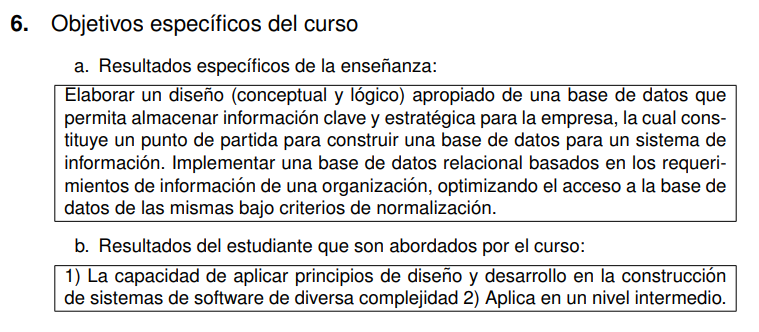 6. Objetivos específicos del curso
a. Resultados específicos de la enseñanza:
Elaborar un diseño (conceptual y lógico) apropiado de una base de datos que
permita almacenar información clave y estratégica para la empresa, la cual cons-
tituye un punto de partida para construir una base de datos para un sistema de
información. Implementar una base de datos relacional basados en los requeri-
mientos de información de una organización, optimizando el acceso a la base de
datos de las mismas bajo criterios de normalización.
b. Resultados del estudiante que son abordados por el curso:
1) La capacidad de aplicar principios de diseño y desarrollo en la construcción
de sistemas de software de diversa complejidad 2) Aplica en un nivel intermedio.